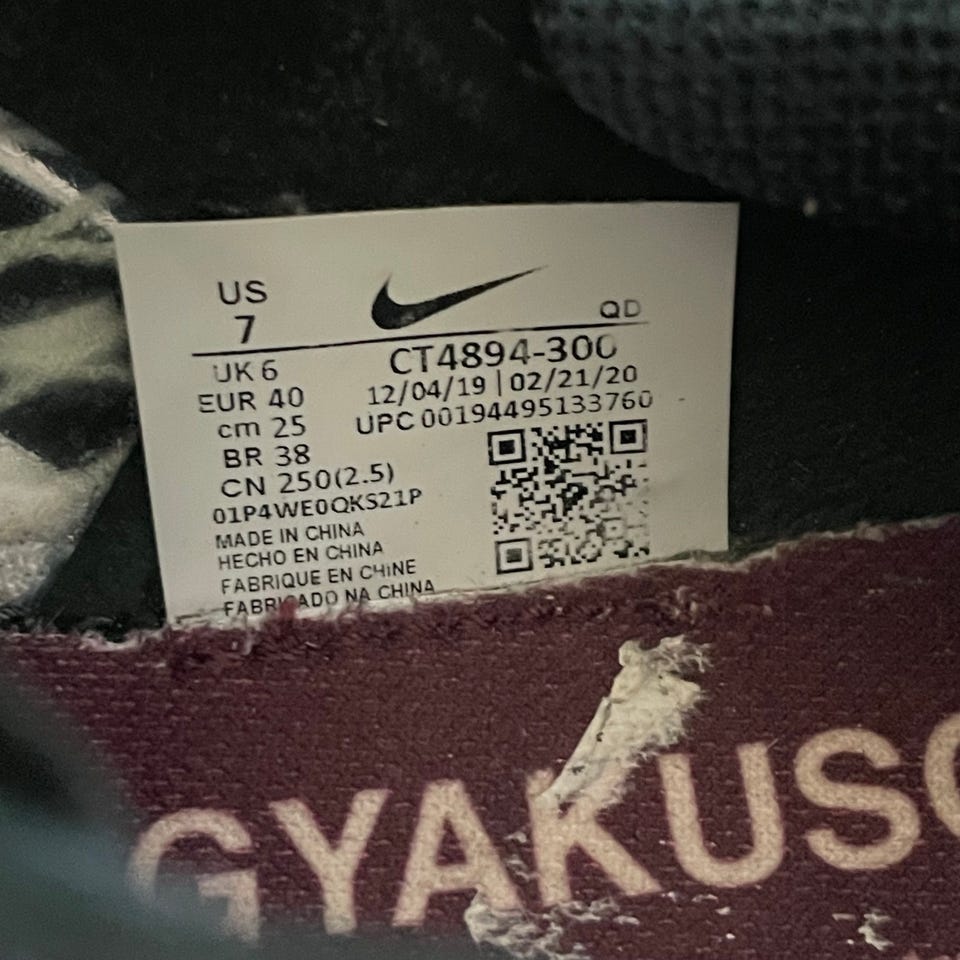 US
7
QD
UK 6
CT4894-300
EUR 40
12/04/19 | 02/21/20
cm 25
UPC 00194495133760
BR 38
CN 250(2.5)
01P4WE0QKS21P
MADE IN CHINA
HECHO EN CHINA
FABRIQUE EN CHINE
FABRICADO NA CHINA
GYAKUSO